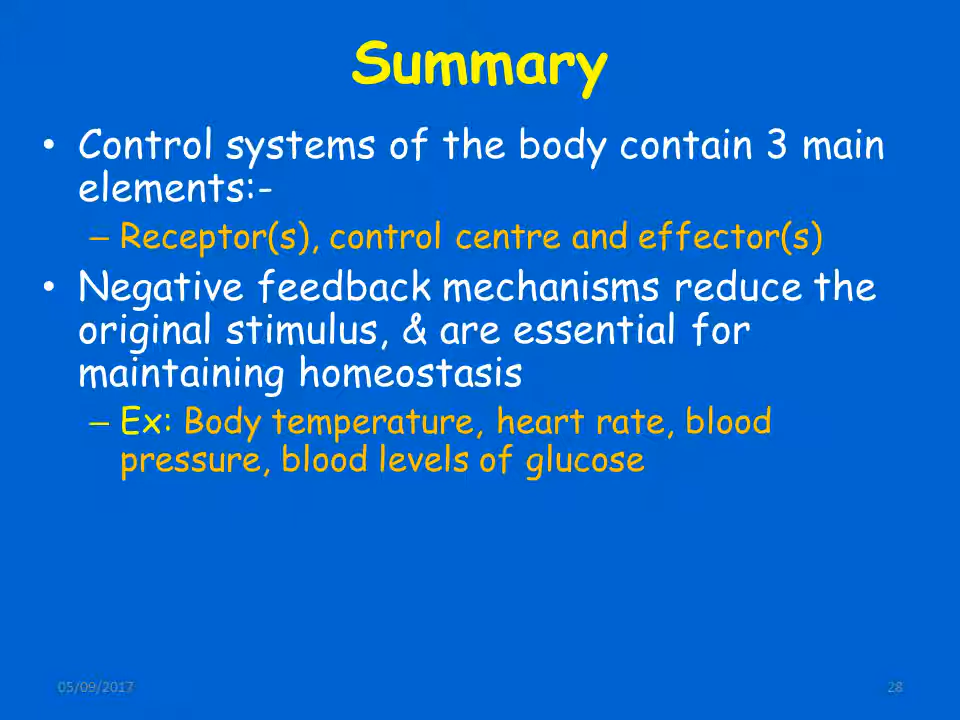 Summary
• Control systems of the body contain 3 main
elements:-
– Receptor(s), control centre and effector(s)
• Negative feedback mechanisms reduce the
original stimulus, & are essential for
maintaining homeostasis
– Ex: Body temperature, heart rate, blood
pressure, blood levels of glucose
05/09/2017
28